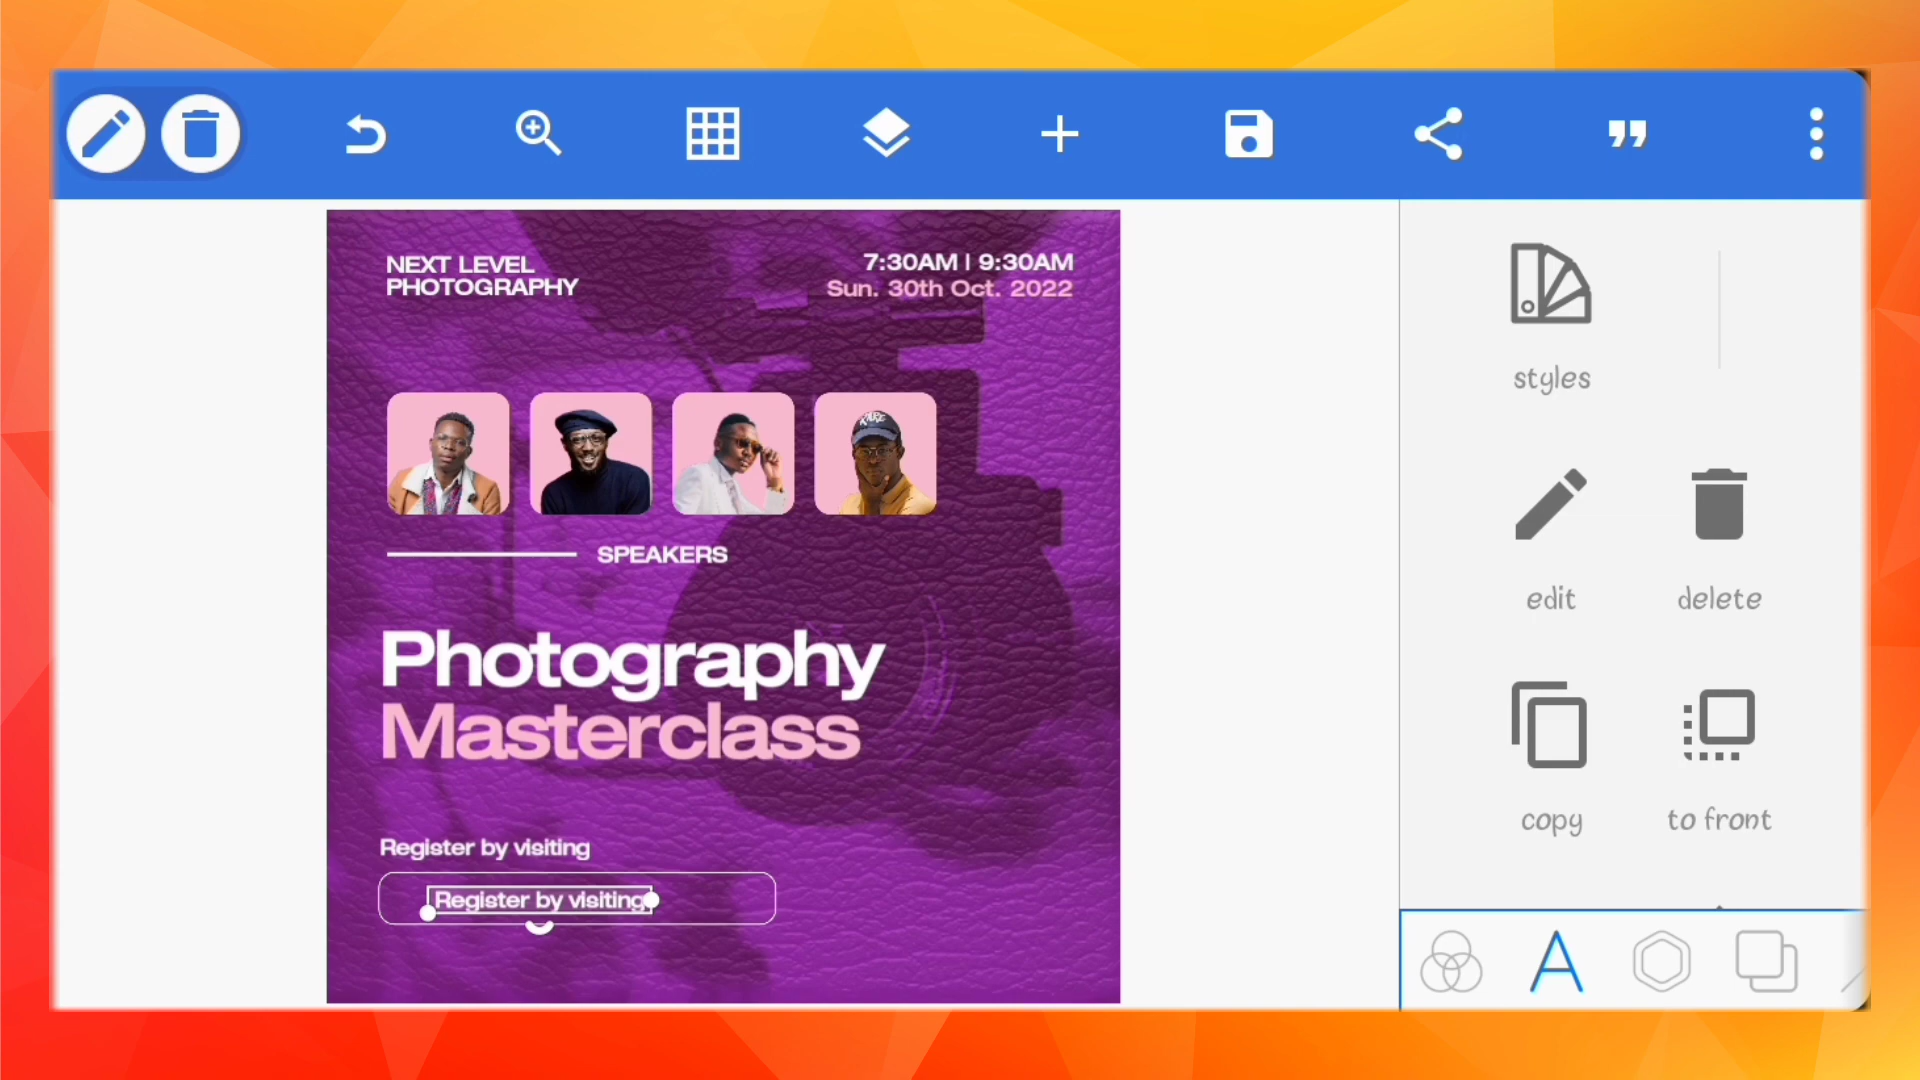 NEXT LEVEL
PHOTOGRAPHY
7:30AM | 9:30AM
Sun. 30th Oct. 2022
SPEAKERS
Photography
Masterclass
Register by visiting
Register by visiting
styles
edit
delete
copy
to front